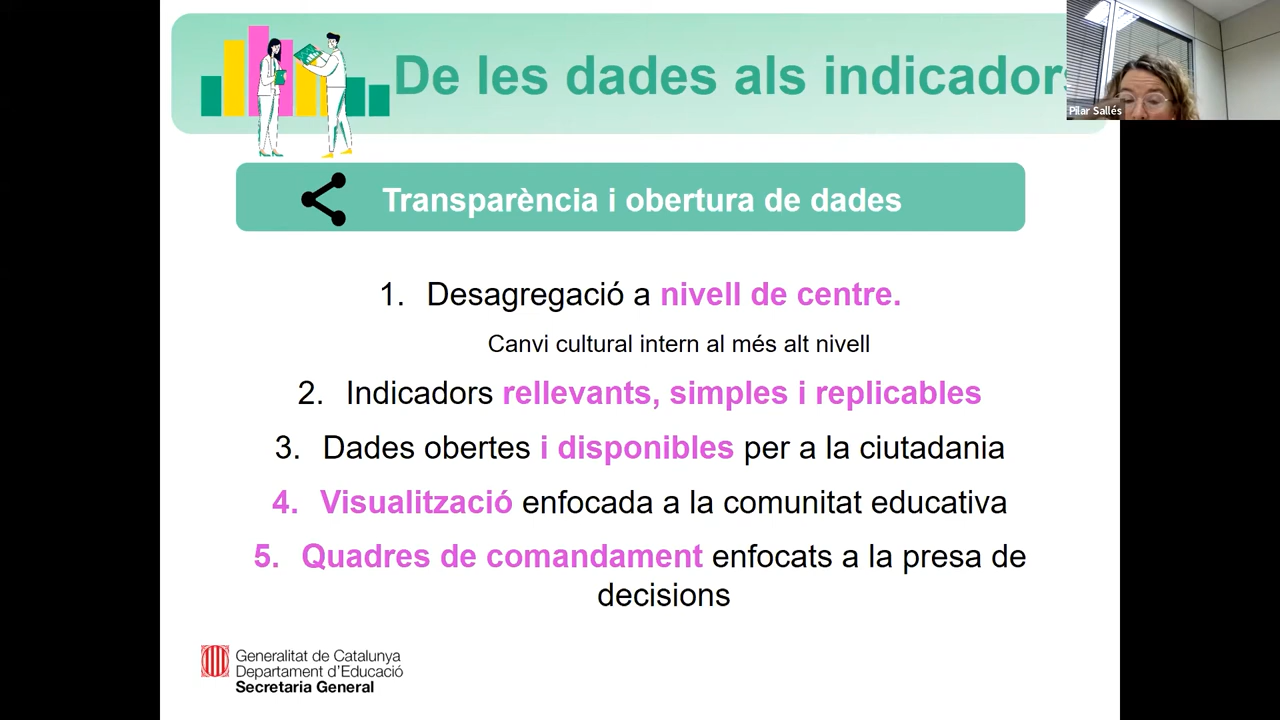 De les dades als indicadors
Pilar Sallés
Transparència i obertura de dades
1. Desagregació a nivell de centre.
Canvi cultural intern al més alt nivell
2. Indicadors rellevants, simples i replicables
3. Dades obertes i disponibles per a la ciutadania
4. Visualització enfocada a la comunitat educativa
5. Quadres de comandament enfocats a la presa de
decisions
Generalitat de Catalunya
Departament d'Educació
Secretaria General